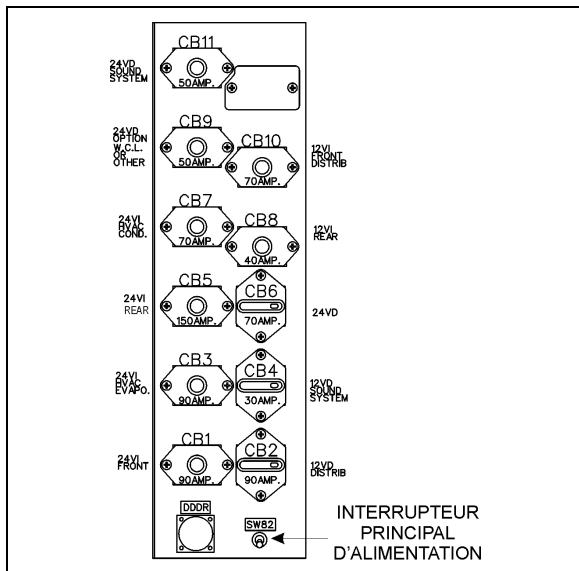 CB11
24VD
SOUND
SYSTEM
50AMP.
24VD
OPTION
W.C.L.
OR
OTHER
CB9
50AMP.
CB10
70AMP.
12VI
FRONT
DISTRIB
24VI
HVAC
COND.
CB7
70AMP.
CB8
40AMP.
12VI
REAR
24VI
REAR
CB5
150AMP.
CB6
70AMP.
24VD
24VI
HVAC
EVAPO.
CB3
90AMP.
CB4
30AMP.
12VD
SOUND
SYSTEM
24VI
FRONT
CB1
90AMP.
CB2
90AMP.
12VD
DISTRIB
DDDR
SW82
INTERRUPTEUR
PRINCIPAL
D'ALIMENTATION